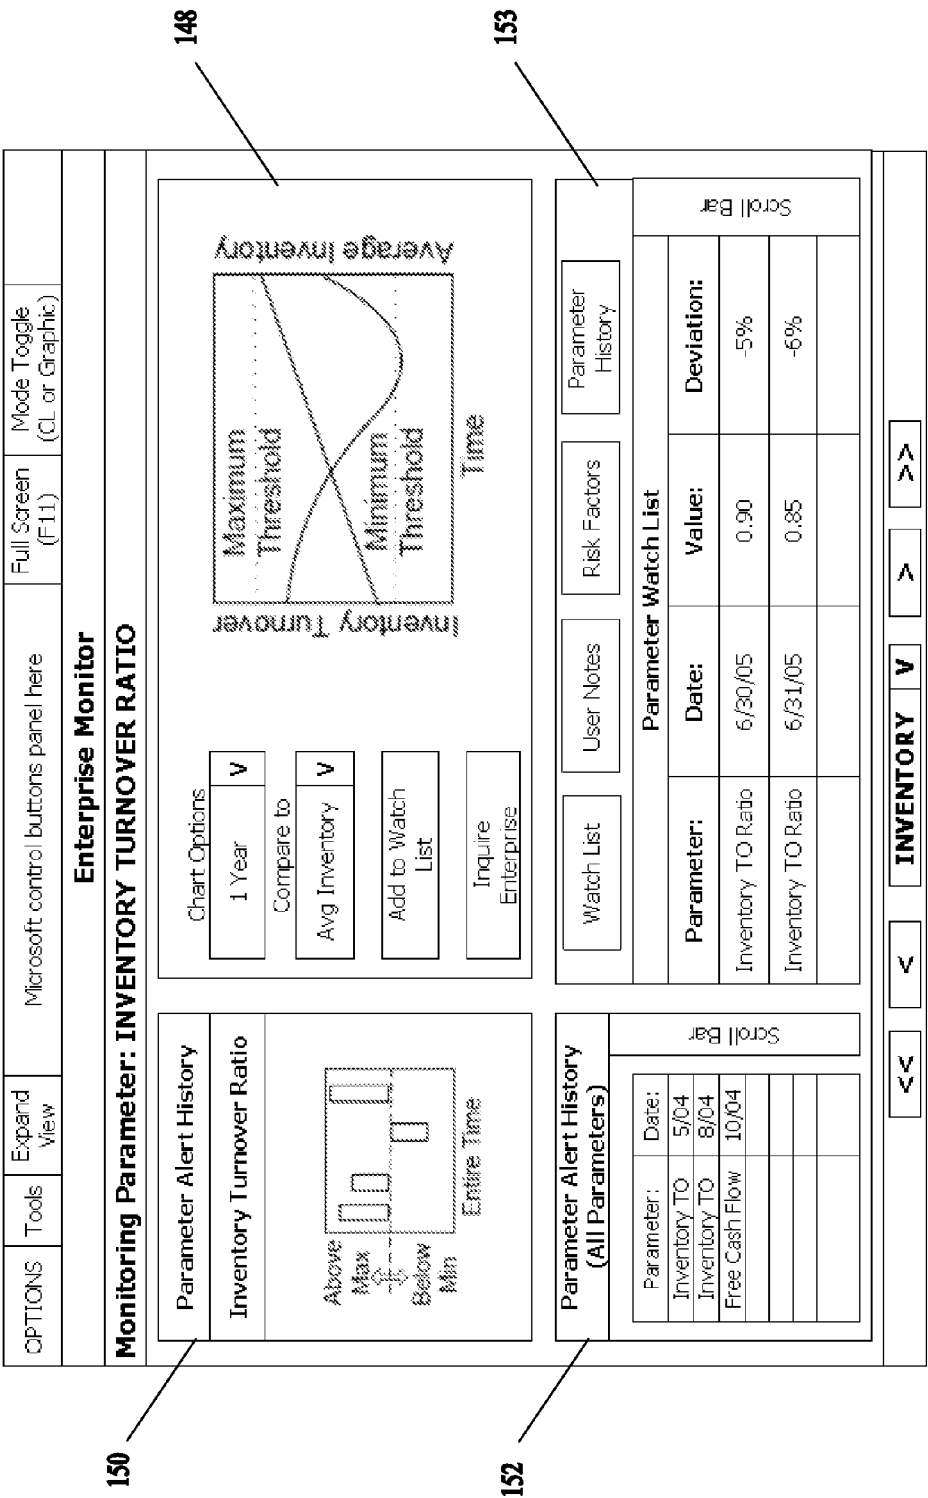 148
153
OPTIONS
Tools
Expand
View
Microsoft control buttons panel here
Full Screen
(F11)
Mode Toggle
(CL or Graphic)
Enterprise Monitor
Monitoring Parameter: INVENTORY TURNOVER RATIO
Parameter Alert History
Inventory Turnover Ratio
Above
Max
Below
Min
Entire Time
Chart Options
1 Year
V
Compare to
Avg Inventory
V
Add to Watch
List
Inquire
Enterprise
Inventory Turnover
Maximum
Threshold
Minimum
Threshold
Average Inventory
Time
Parameter Alert History
(All Parameters)
Parameter:
Date:
Inventory TO
5/04
Inventory TO
8/04
Free Cash Flow
10/04
Scroll Bar
Watch List
User Notes
Risk Factors
Parameter
History
Parameter Watch List
Parameter:
Date:
Value:
Deviation:
Inventory TO Ratio
6/30/05
0.90
-5%
Inventory TO Ratio
6/31/05
0.85
-6%
Scroll Bar
<<
<
INVENTORY
V
>
>>
150
152